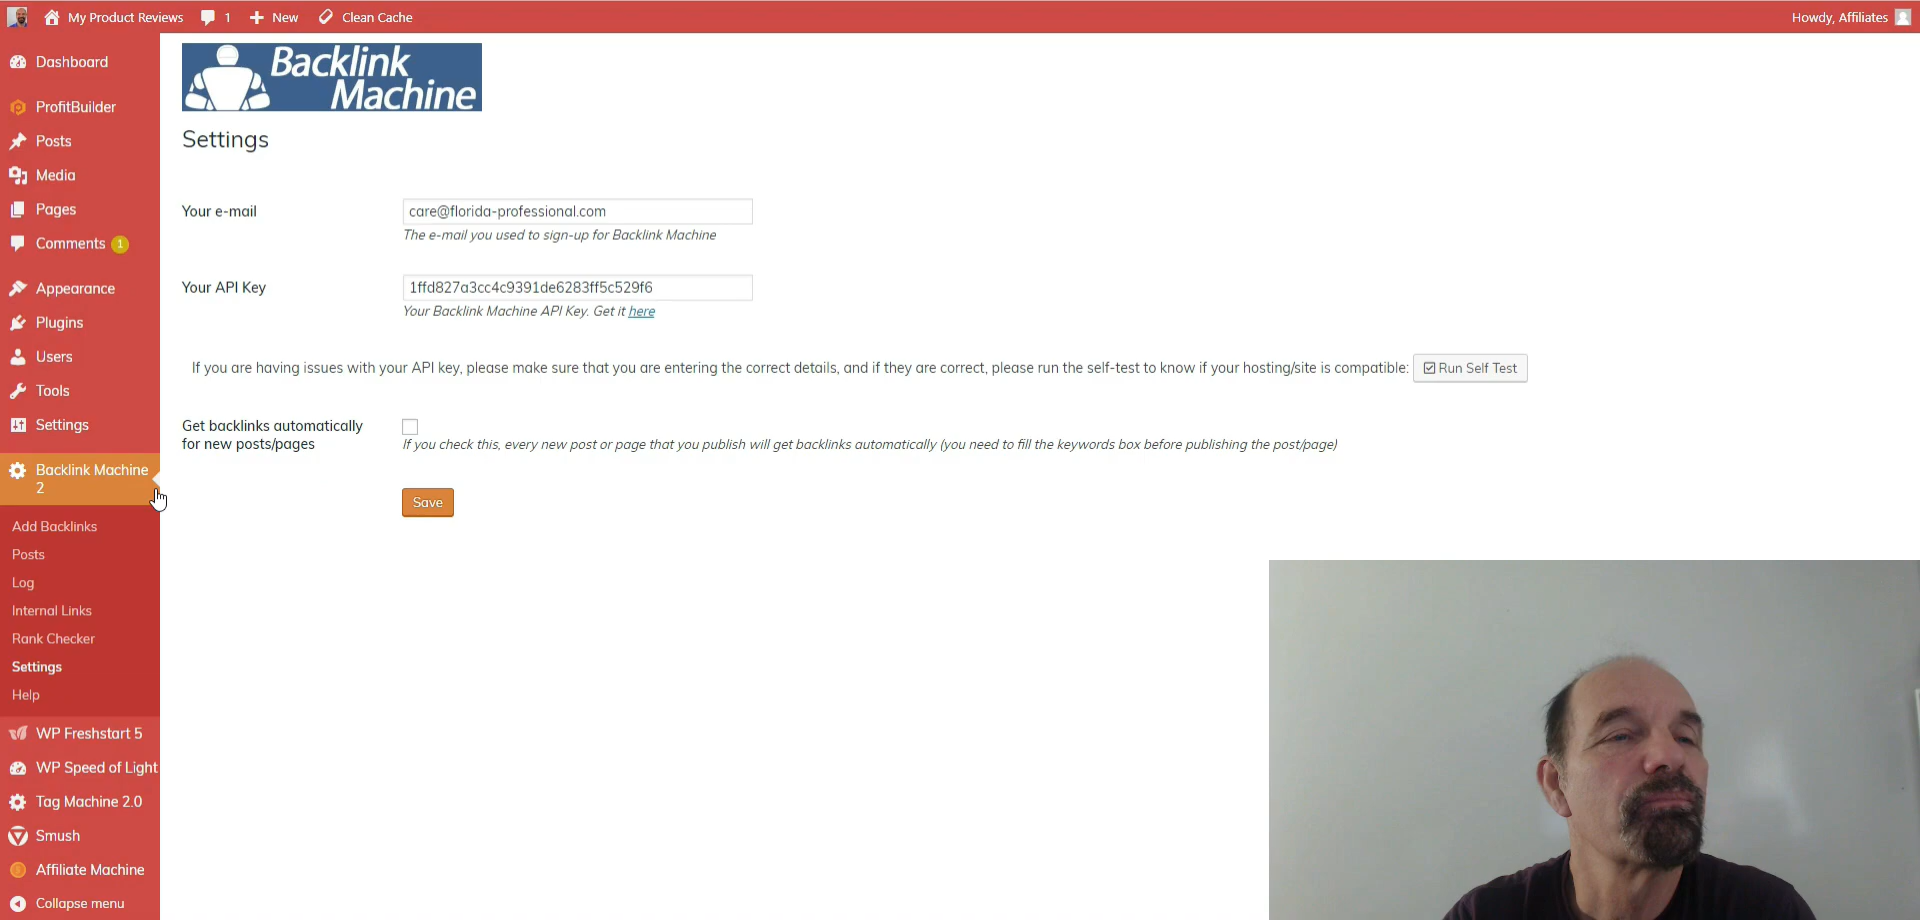 My Product Reviews 1 New Clean Cache Howdy, Affiliates
Dashboard
ProfitBuilder
Posts
Media
Pages
Comments 1
Appearance
Plugins
Users
Tools
Settings
Backlink Machine
2
Add Backlinks
Posts
Log
Internal Links
Rank Checker
Settings
Help
WP Freshstart 5
WP Speed of Light
Tag Machine 2.0
Smush
Affiliate Machine
Collapse menu
Backlink
Machine
Settings
Your e-mail
care@florida-professional.com
The e-mail you used to sign-up for Backlink Machine
Your API Key
1ffd827a3cc4c9391de6283ff5c529f6
Your Backlink Machine API Key. Get it here
If you are having issues with your API key, please make sure that you are entering the correct details, and if they are correct, please run the self-test to know if your hosting/site is compatible: Run Self Test
Get backlinks automatically
for new posts/pages
If you check this, every new post or page that you publish will get backlinks automatically (you need to fill the keywords box before publishing the post/page)
Save